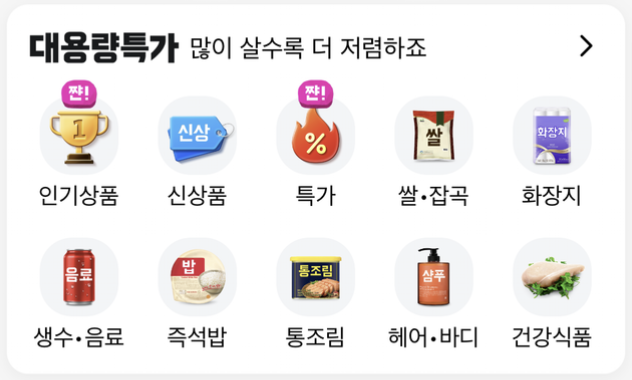 대용량특가 많이 살수록 더 저렴하죠
쨘!
쨘!
1
신상
%
쌀
화장지
인기상품 신상품 특가 쌀•잡곡 화장지
음료
밥
통조림
샴푸
생수•음료 즉석밥 통조림 헤어•바디 건강식품